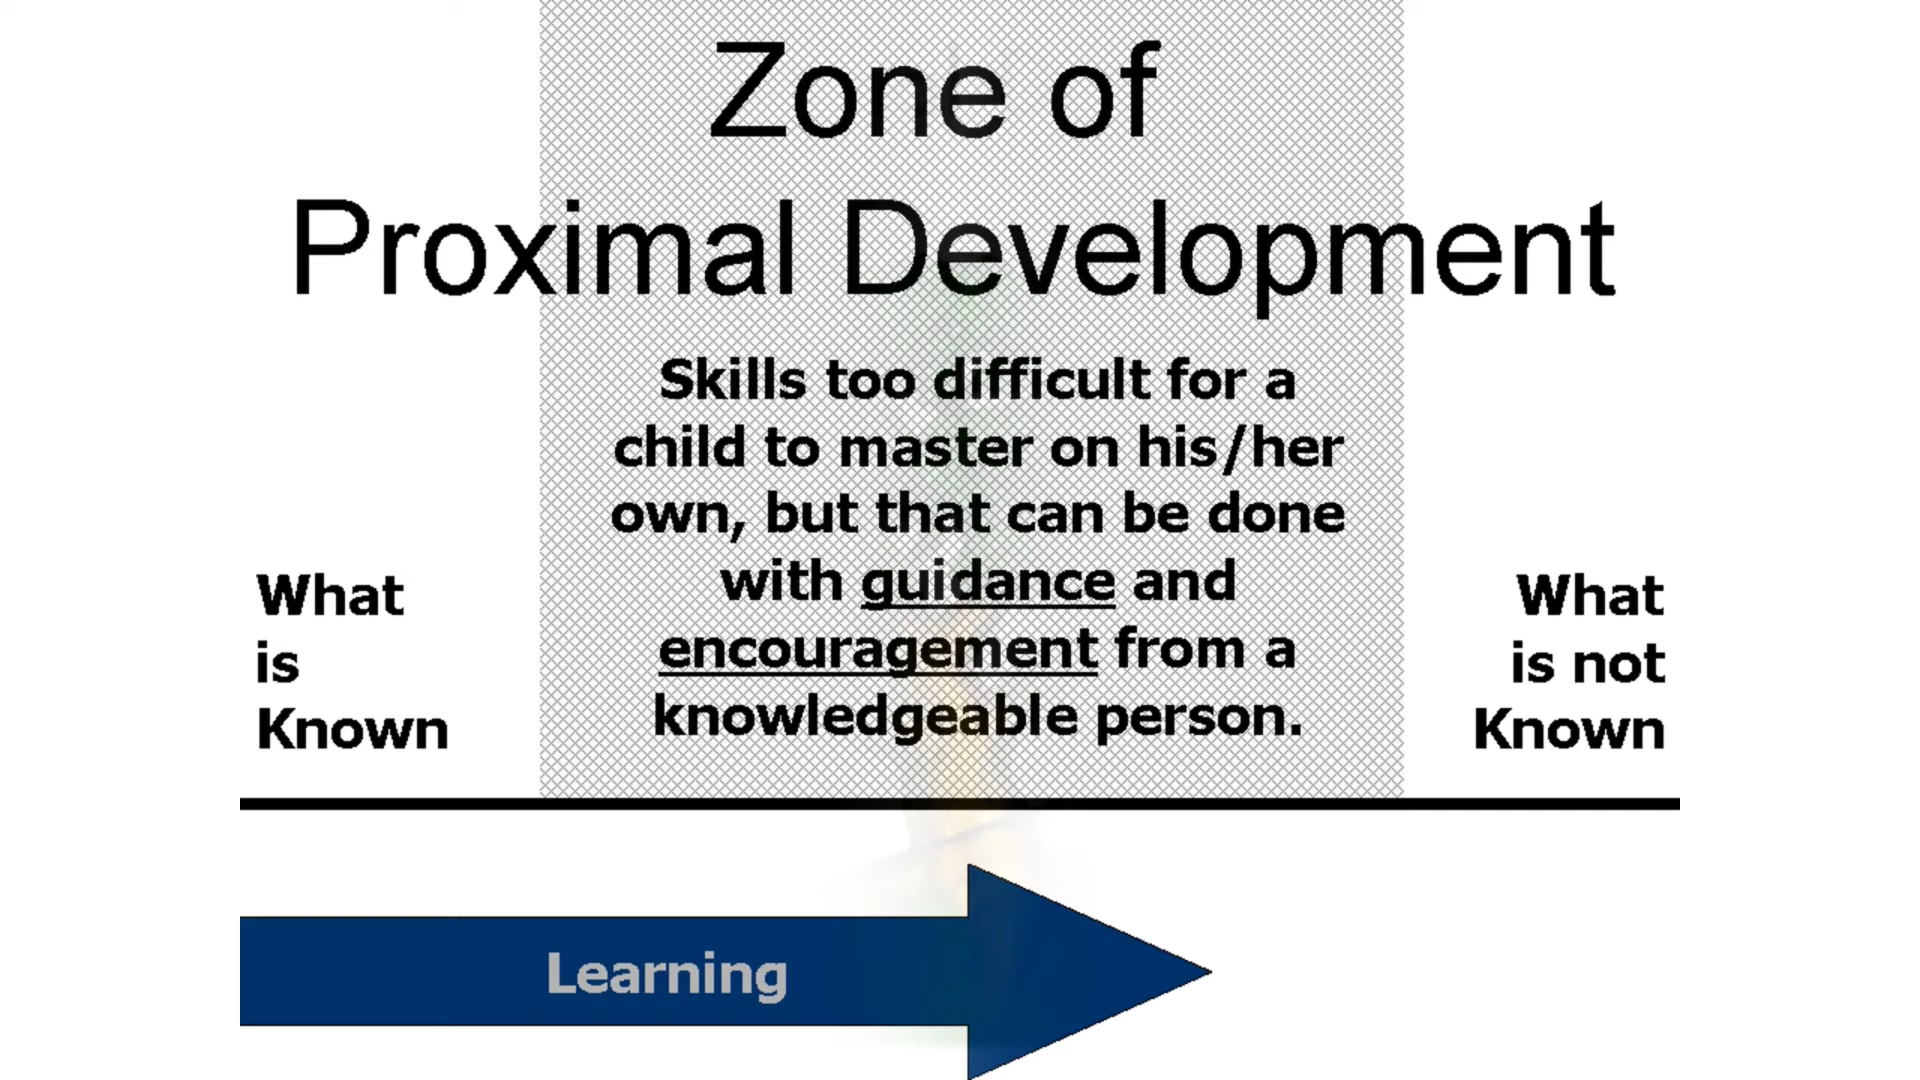 Zone of
Proximal Development
Skills too difficult for a
child to master on his/her
own, but that can be done
with guidance and
encouragement from a
knowledgeable person.
What
is
Known
What
is not
Known
Learning